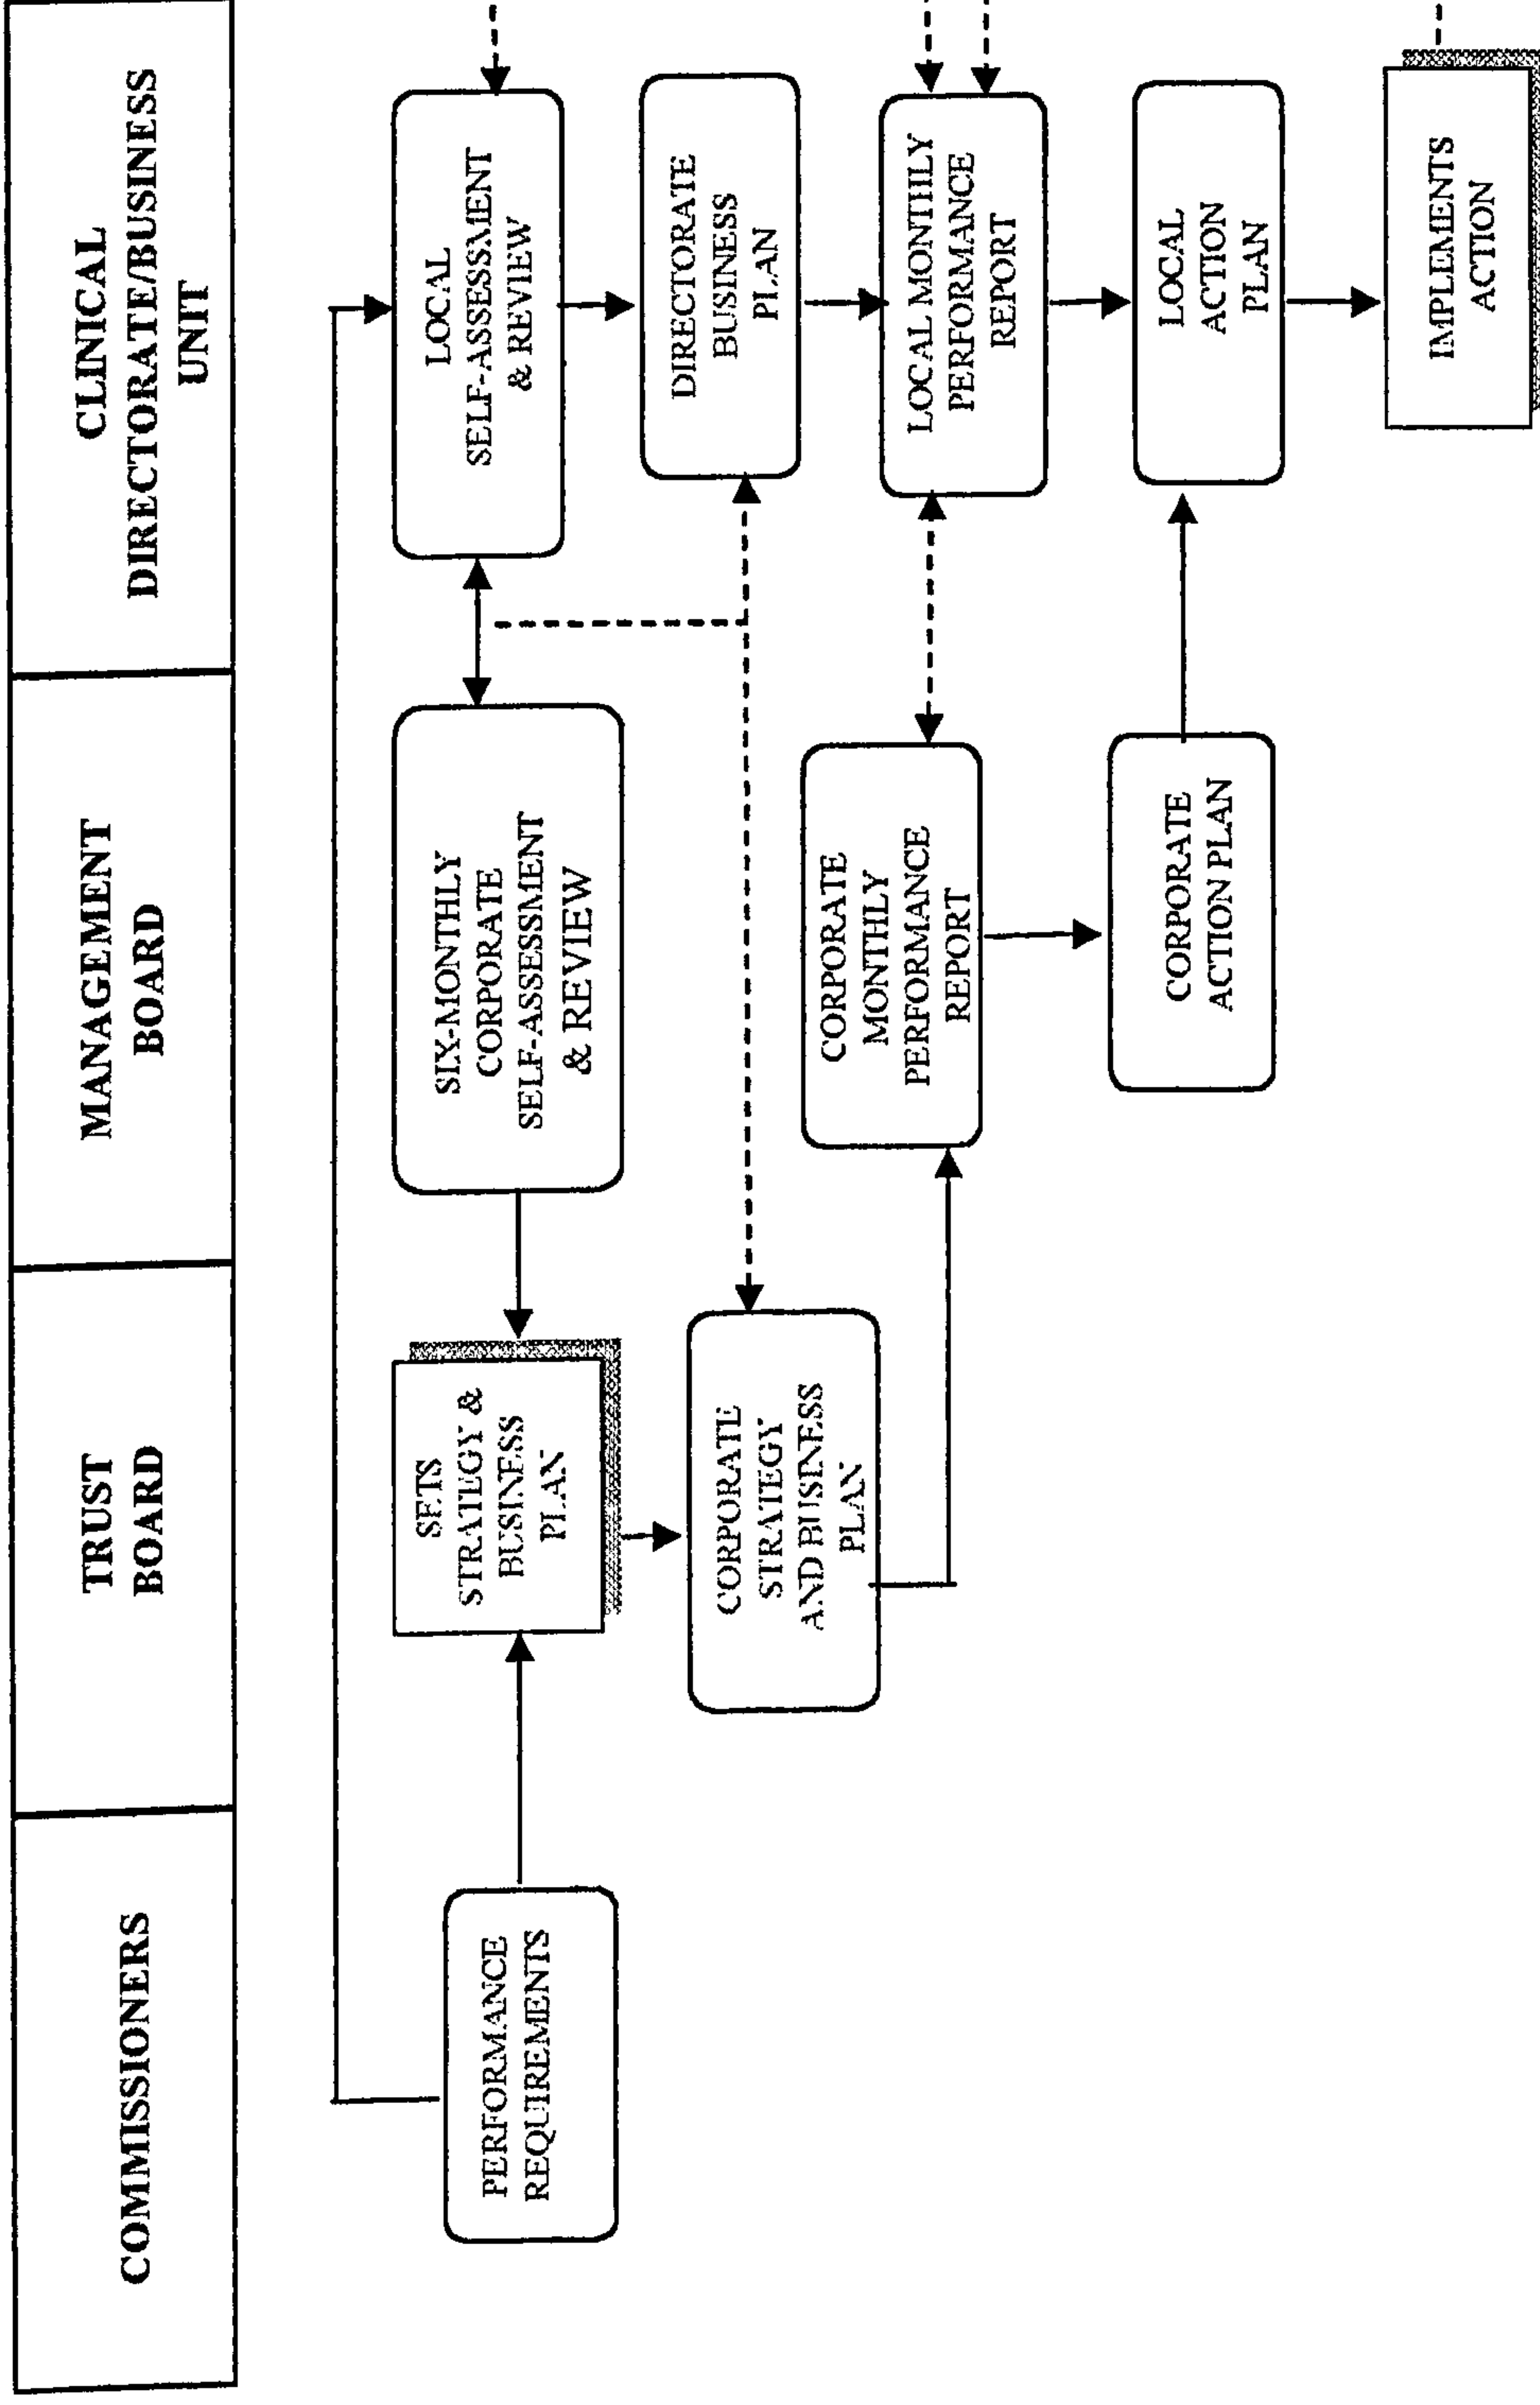 COMMISSIONERS
TRUST
BOARD
MANAGEMENT
BOARD
CLINICAL
DIRECTORATE/BUSINESS
UNIT
PERFORMANCE
REQUIREMENTS
SETS
STRATEGY &
BUSINESS
PLAN
SIX-MONTHLY
CORPORATE
SELF-ASSESSMENT
& REVIEW
LOCAL
SELF-ASSESSMENT
& REVIEW
CORPORATE
STRATEGY
AND BUSINESS
PLAN
DIRECTORATE
BUSINESS
PLAN
CORPORATE
MONTHLY
PERFORMANCE
REPORT
LOCAL MONTHLY
PERFORMANCE
REPORT
CORPORATE
ACTION PLAN
LOCAL
ACTION
PLAN
IMPLEMENTS
ACTION